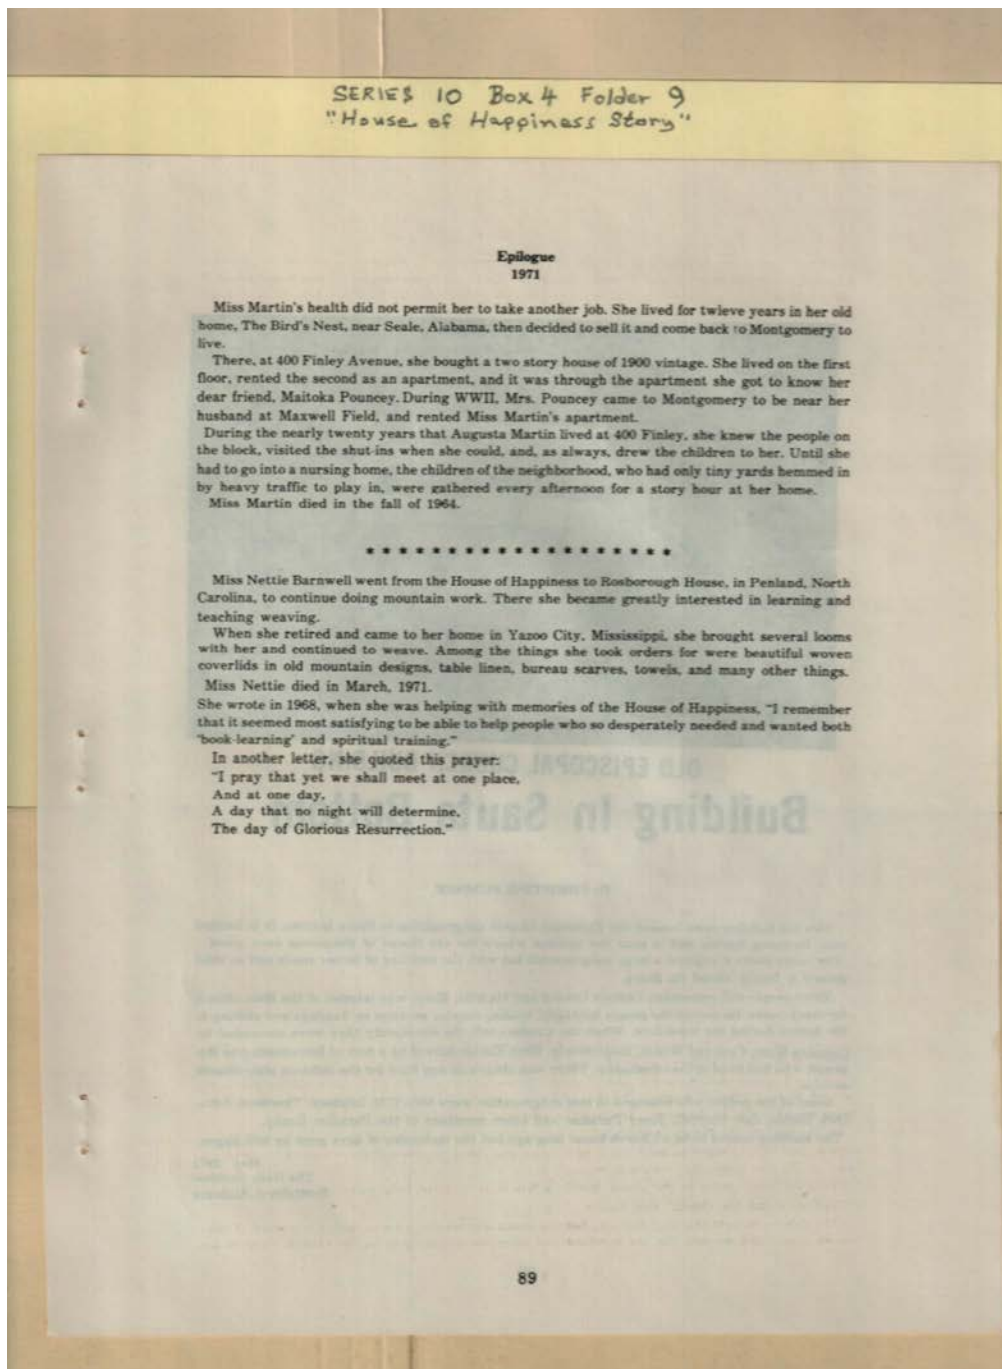 SERIES 10 Box 4 Folder 9
"House of Happiness Story"
Epilogue
1971
Miss Martin's health did not permit her to take another job. She lived for twleve years in her old
home, The Bird's Nest, near Seale, Alabama, then decided to sell it and come back to Montgomery to
live.
There, at 400 Finley Avenue, she bought a two story house of 1900 vintage. She lived on the first
floor, rented the second as an apartment, and it was through the apartment she got to know her
dear friend, Maitoka Pouncey. During WWII, Mrs. Pouncey came to Montgomery to be near her
husband at Maxwell Field, and rented Miss Martin's apartment.
During the nearly twenty years that Augusta Martin lived at 400 Finley, she knew the people on
the block, visited the shut-ins when she could, and, as always, drew the children to her. Until she
had to go into a nursing home, the children of the neighborhood, who had only tiny yards hemmed in
by heavy traffic to play in, were gathered every afternoon for a story hour at her home.
Miss Martin died in the fall of 1964.
* * * * * * * * * * * * * * * * * * *
Miss Nettie Barnwell went from the House of Happiness to Rosborough House, in Penland, North
Carolina, to continue doing mountain work. There she became greatly interested in learning and
teaching weaving.
When she retired and came to her home in Yazoo City, Mississippi, she brought several looms
with her and continued to weave. Among the things she took orders for were beautiful woven
coverlids in old mountain designs, table linen, bureau scarves, towels, and many other things.
Miss Nettie died in March, 1971.
She wrote in 1968, when she was helping with memories of the House of Happiness, "I remember
that it seemed most satisfying to be able to help people who so desperately needed and wanted both
'book-learning' and spiritual training."
In another letter, she quoted this prayer:
"I pray that yet we shall meet at one place,
And at one day,
A day that no night will determine,
The day of Glorious Resurrection."
OLD EPISCOPAL
Building In Sauta
89